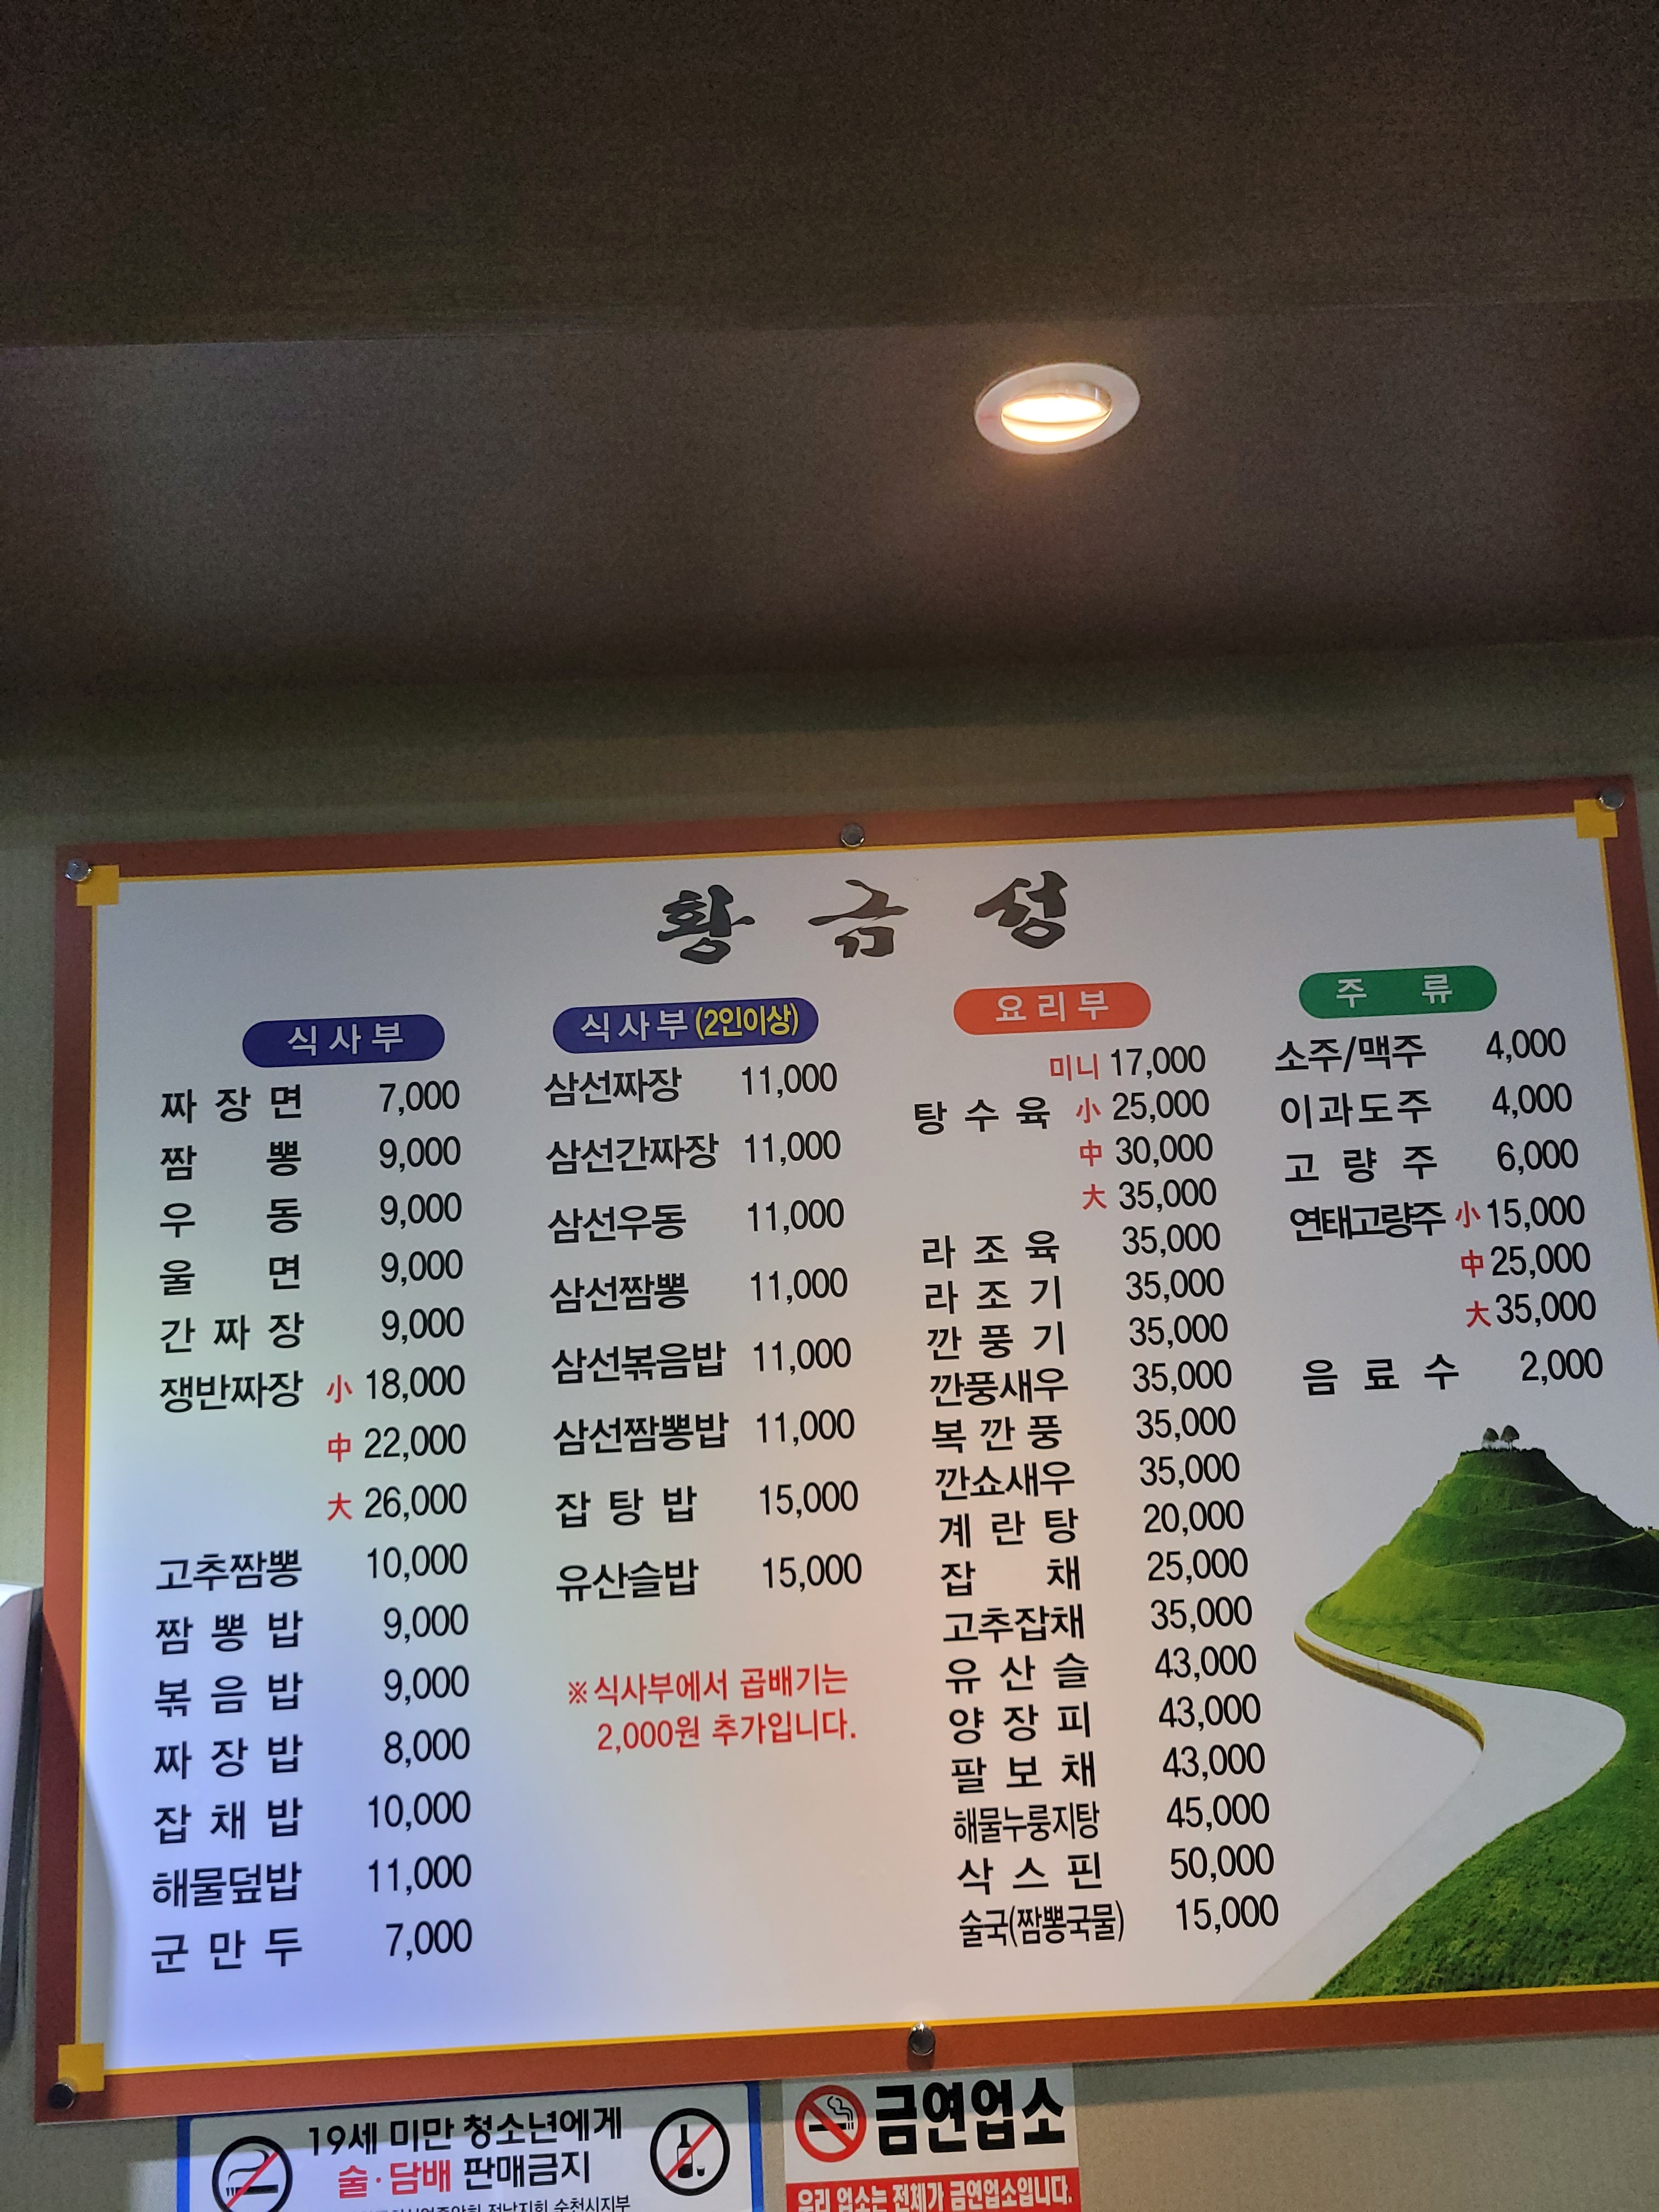 황금성
식사부
짜장면 7,000
짬뽕 9,000
우동 9,000
울면 9,000
간짜장 9,000
쟁반짜장 小 18,000
中 22,000
大 26,000
고추짬뽕 10,000
짬뽕밥 9,000
볶음밥 9,000
짜장밥 8,000
잡채밥 10,000
해물덮밥 11,000
군만두 7,000
식사부(2인이상)
삼선짜장 11,000
삼선간짜장 11,000
삼선우동 11,000
삼선짬뽕 11,000
삼선볶음밥 11,000
삼선짬뽕밥 11,000
잡탕밥 15,000
유산슬밥 15,000
※식사부에서 곱배기는
2,000원 추가입니다.
요리부
미니 17,000
탕수육 小 25,000
中 30,000
大 35,000
라조육 35,000
라조기 35,000
깐풍기 35,000
깐풍새우 35,000
복깐풍 35,000
깐쇼새우 35,000
계란탕 20,000
잡채 25,000
고추잡채 35,000
유산슬 43,000
양장피 43,000
팔보채 43,000
해물누룽지탕 45,000
삭스핀 50,000
술국(짬뽕국물) 15,000
주류
소주/맥주 4,000
이과도주 4,000
고량주 6,000
연태고량주 小 15,000
中 25,000
大 35,000
음료수 2,000
19세 미만 청소년에게
술·담배 판매금지
전남지회 순천시지부
금연업소
우리 업소는 전체가 금연업소입니다.